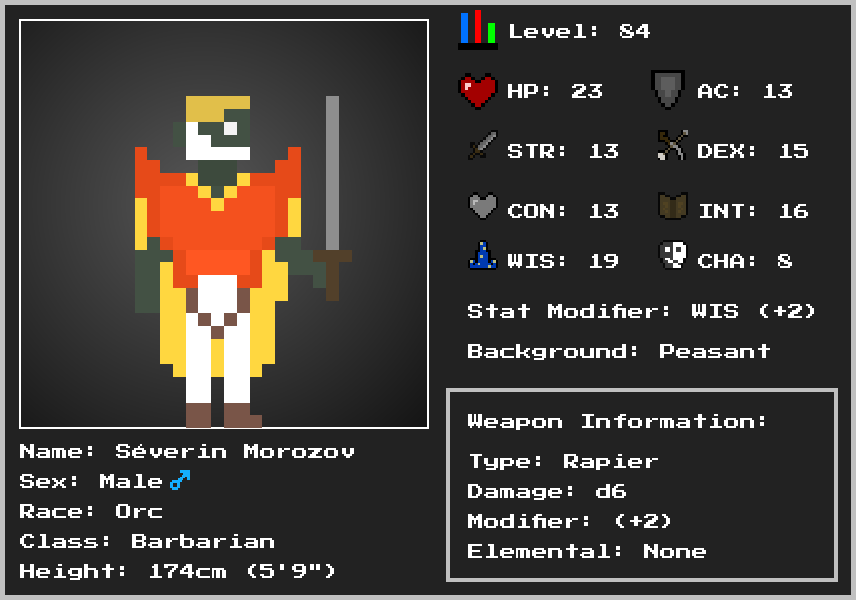 Level: 84
HP: 23 AC: 13
STR: 13 DEX: 15
CON: 13 INT: 16
WIS: 19 CHA: 8
Stat Modifier: WIS (+2)
Background: Peasant
Weapon Information:
Type: Rapier
Damage: d6
Modifier: (+2)
Elemental: None
Name: Séverin Morozov
Sex: Male♂
Race: Orc
Class: Barbarian
Height: 174cm (5'9")